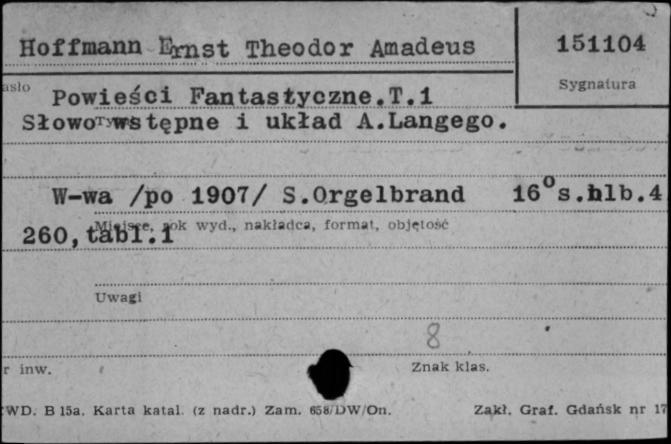 Hoffmann Ernst Theodor Amadeus
151104
asło
Sygnatura
Powieści Fantastyczne.T.1
Słowo wstępne i układ A.Langego.
W-wa /po 1907/ S.Orgelbrand 16° s.nlb.4
Miejsce, rok wyd., nakładca, format, objętość
260,tabl.1
Uwagi
8
r inw.
Znak klas.
WD. B 15a. Karta katal. (z nadr.) Zam. 658/DW/On.
Zakł. Graf. Gdańsk nr 17